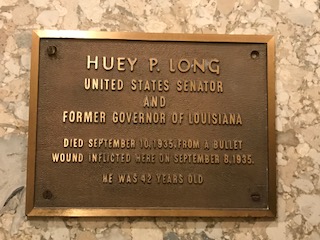 HUEY P. LONG
UNITED STATES SENATOR
AND
FORMER GOVERNOR OF LOUISIANA
DIED SEPTEMBER 10, 1935, FROM A BULLET
WOUND INFLICTED HERE ON SEPTEMBER 8, 1935.
HE WAS 42 YEARS OLD